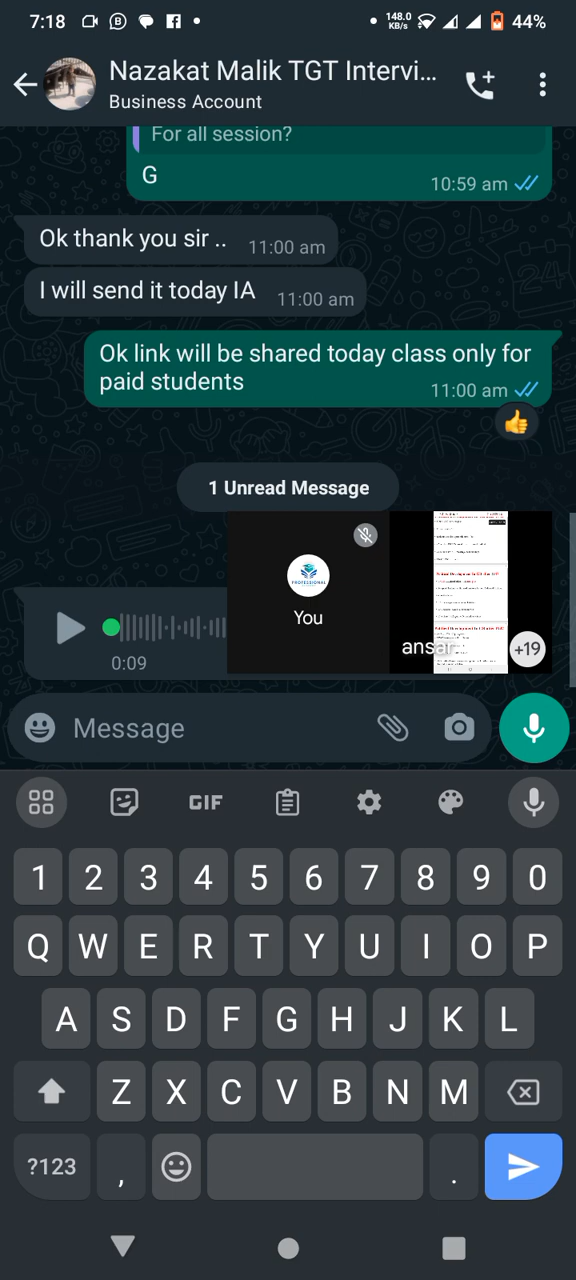 7:18
148.0
KB/s
44%
Nazakat Malik TGT Intervi...
Business Account
For all session?
G
10:59 am
Ok thank you sir ..
11:00 am
I will send it today IA
11:00 am
Ok link will be shared today class only for
paid students
11:00 am
1 Unread Message
PROFESSIONAL
You
ansar
+19
0:09
Message
GIF
1 2 3 4 5 6 7 8 9 0
Q W E R T Y U I O P
A S D F G H J K L
Z X C V B N M
?123 , .